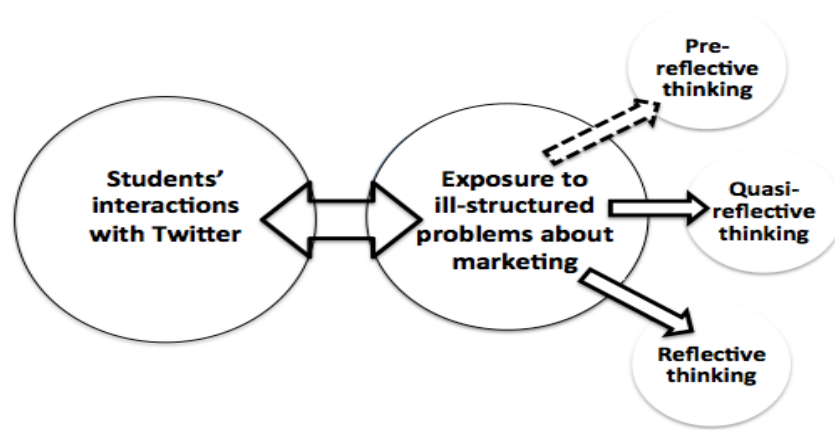 Students'
interactions
with Twitter
Exposure to
ill-structured
problems about
marketing
Pre-
reflective
thinking
Quasi-
reflective
thinking
Reflective
thinking